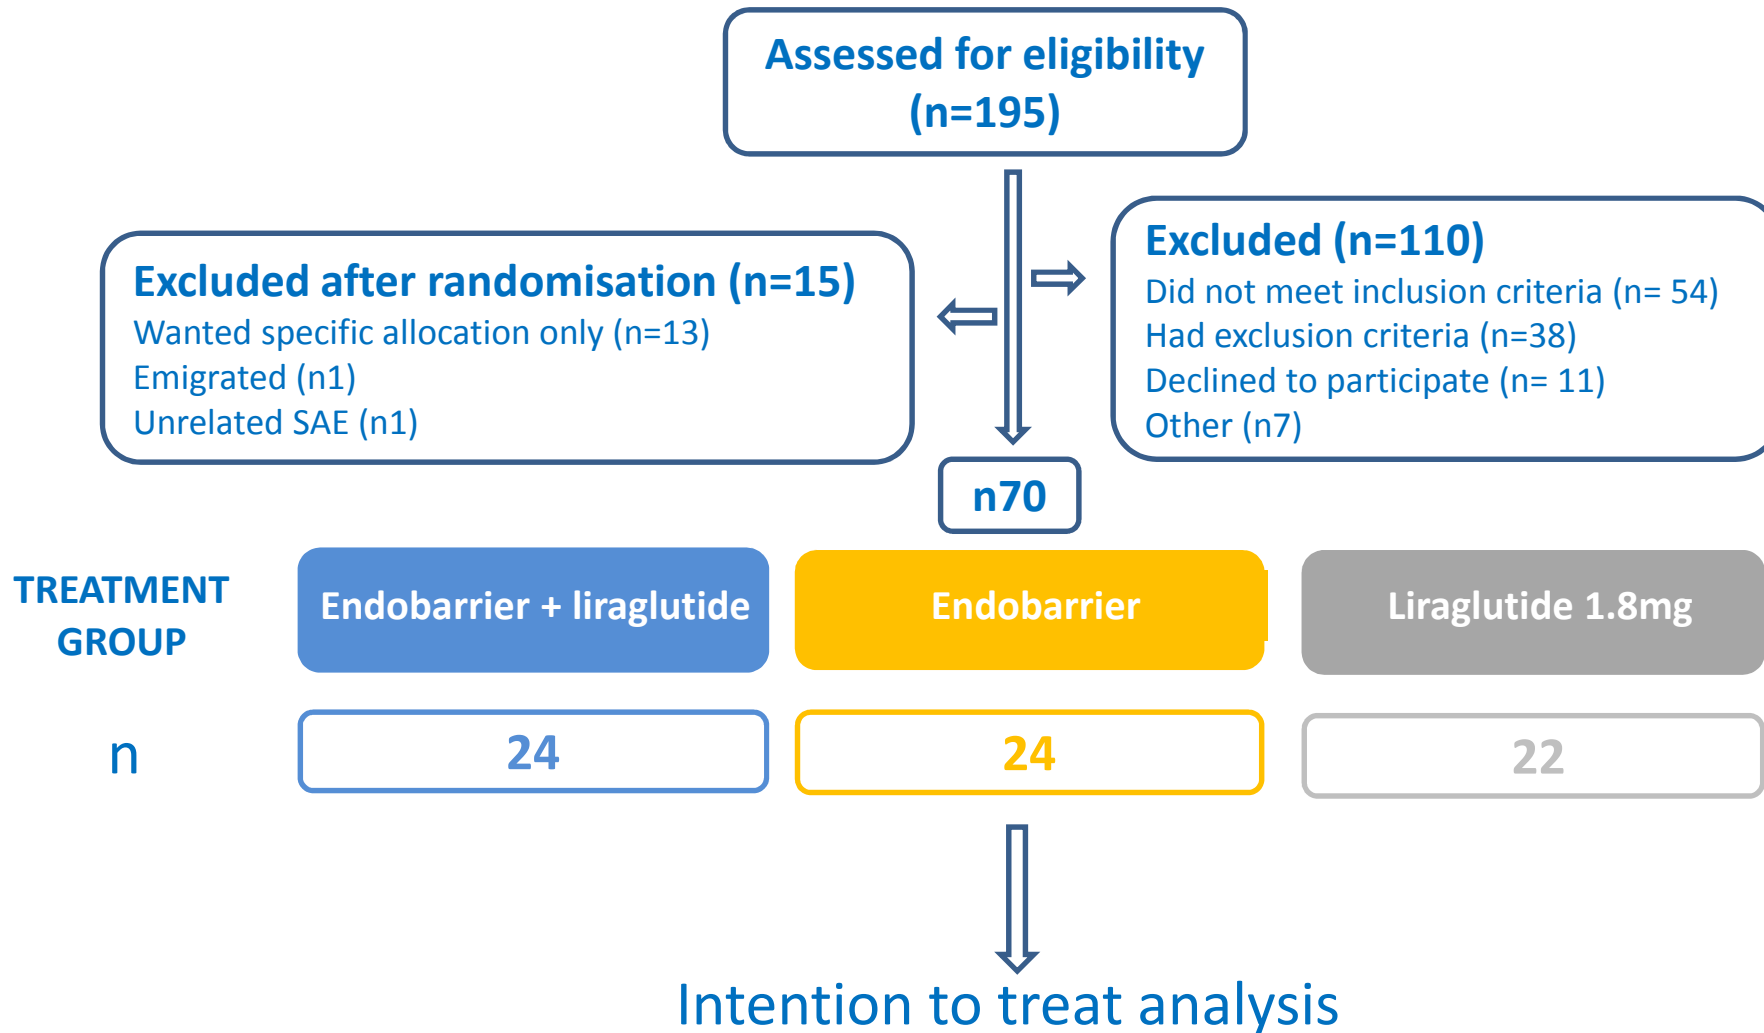 Assessed for eligibility
(n=195)
Excluded after randomisation (n=15)
Wanted specific allocation only (n=13)
Emigrated (n1)
Unrelated SAE (n1)
Excluded (n=110)
Did not meet inclusion criteria (n= 54)
Had exclusion criteria (n=38)
Declined to participate (n= 11)
Other (n7)
n70
TREATMENT
GROUP
Endobarrier + liraglutide
Endobarrier
Liraglutide 1.8mg
n
24
24
22
Intention to treat analysis